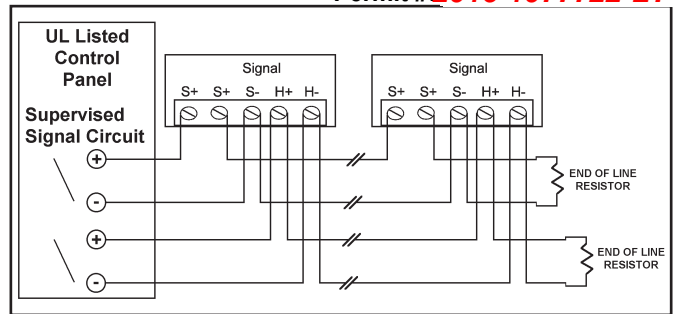 UL Listed
Control
Panel
Supervised
Signal Circuit
+
-
+
-
Signal
S+ S+ S- H+ H-
Signal
S+ S+ S- H+ H-
END OF LINE
RESISTOR
END OF LINE
RESISTOR